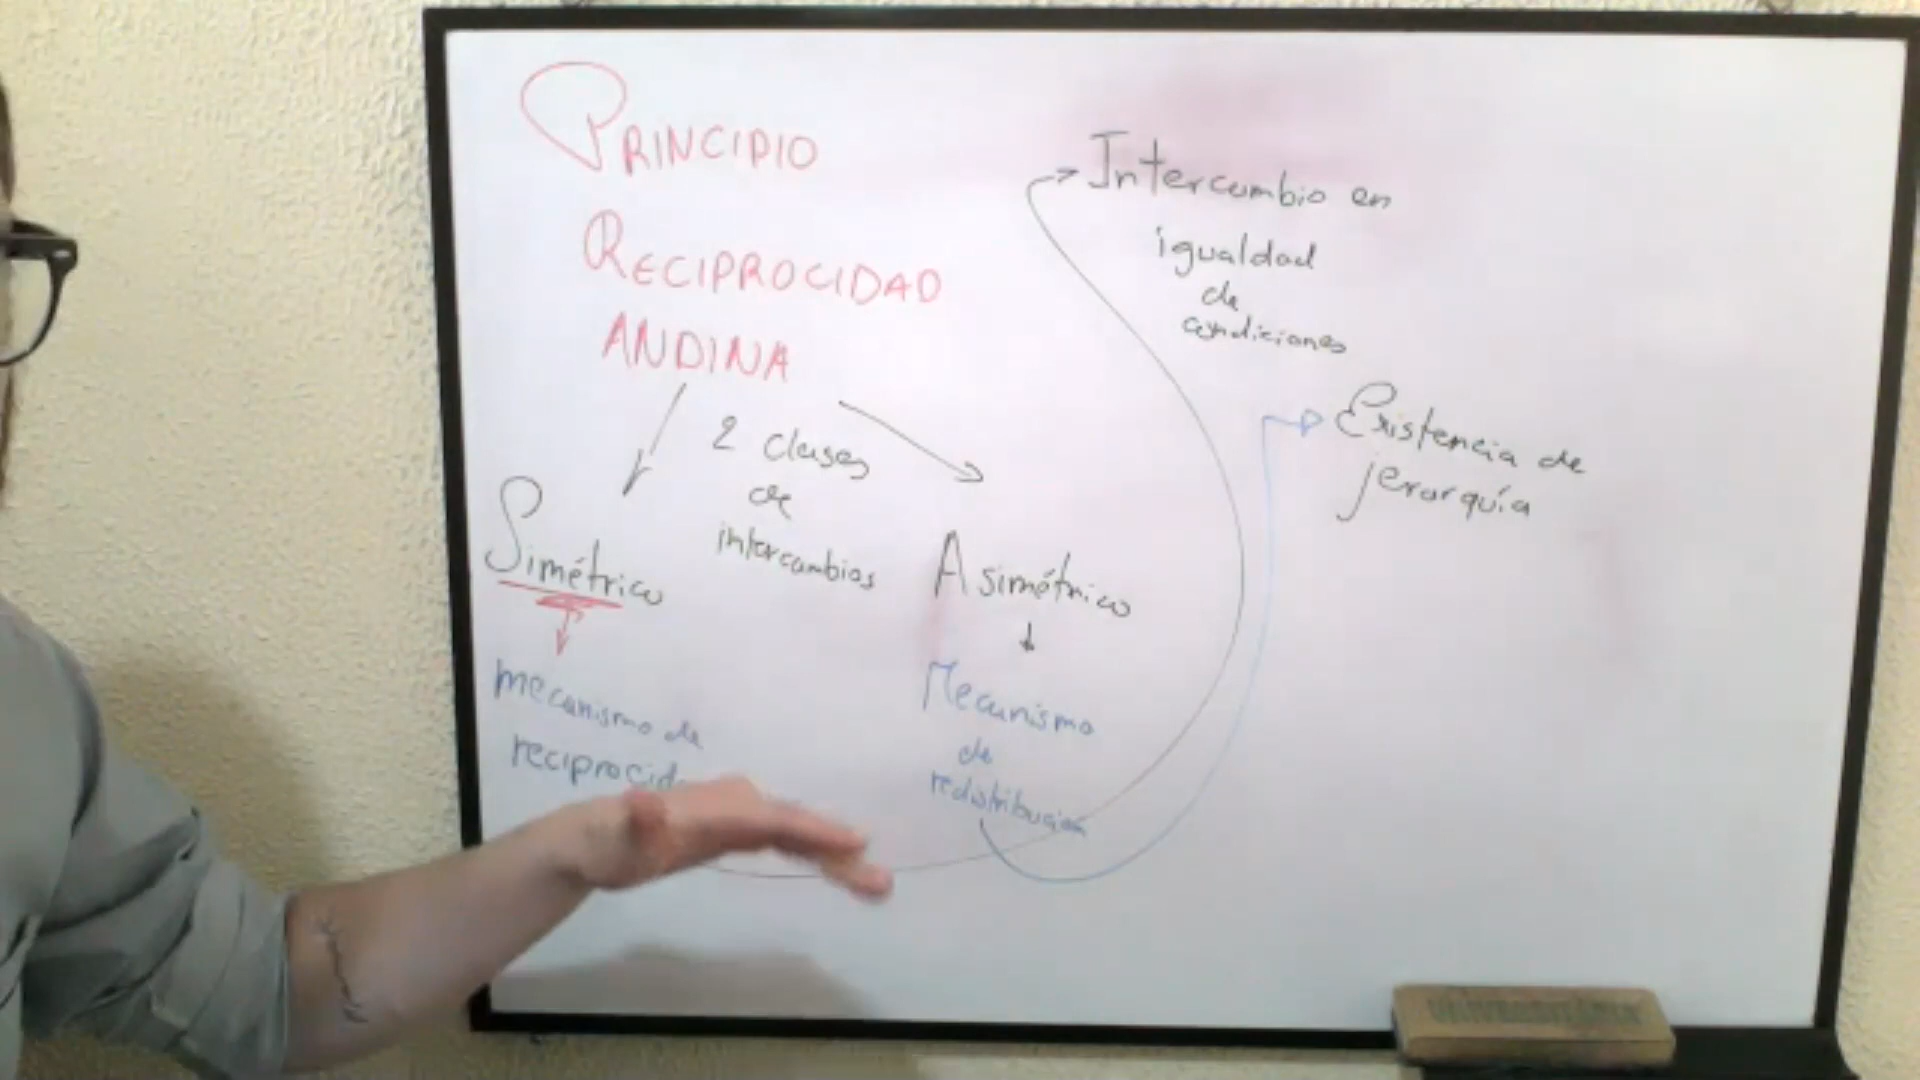 PRINCIPIO
RECIPROCIDAD
ANDINA
2 clases
de
intercambios
Simétrico
mecanismo de
Asimétrico
Mecanismo
de
redistribución
Intercambio en
igualdad
de
condiciones
Existencia de
jerarquía